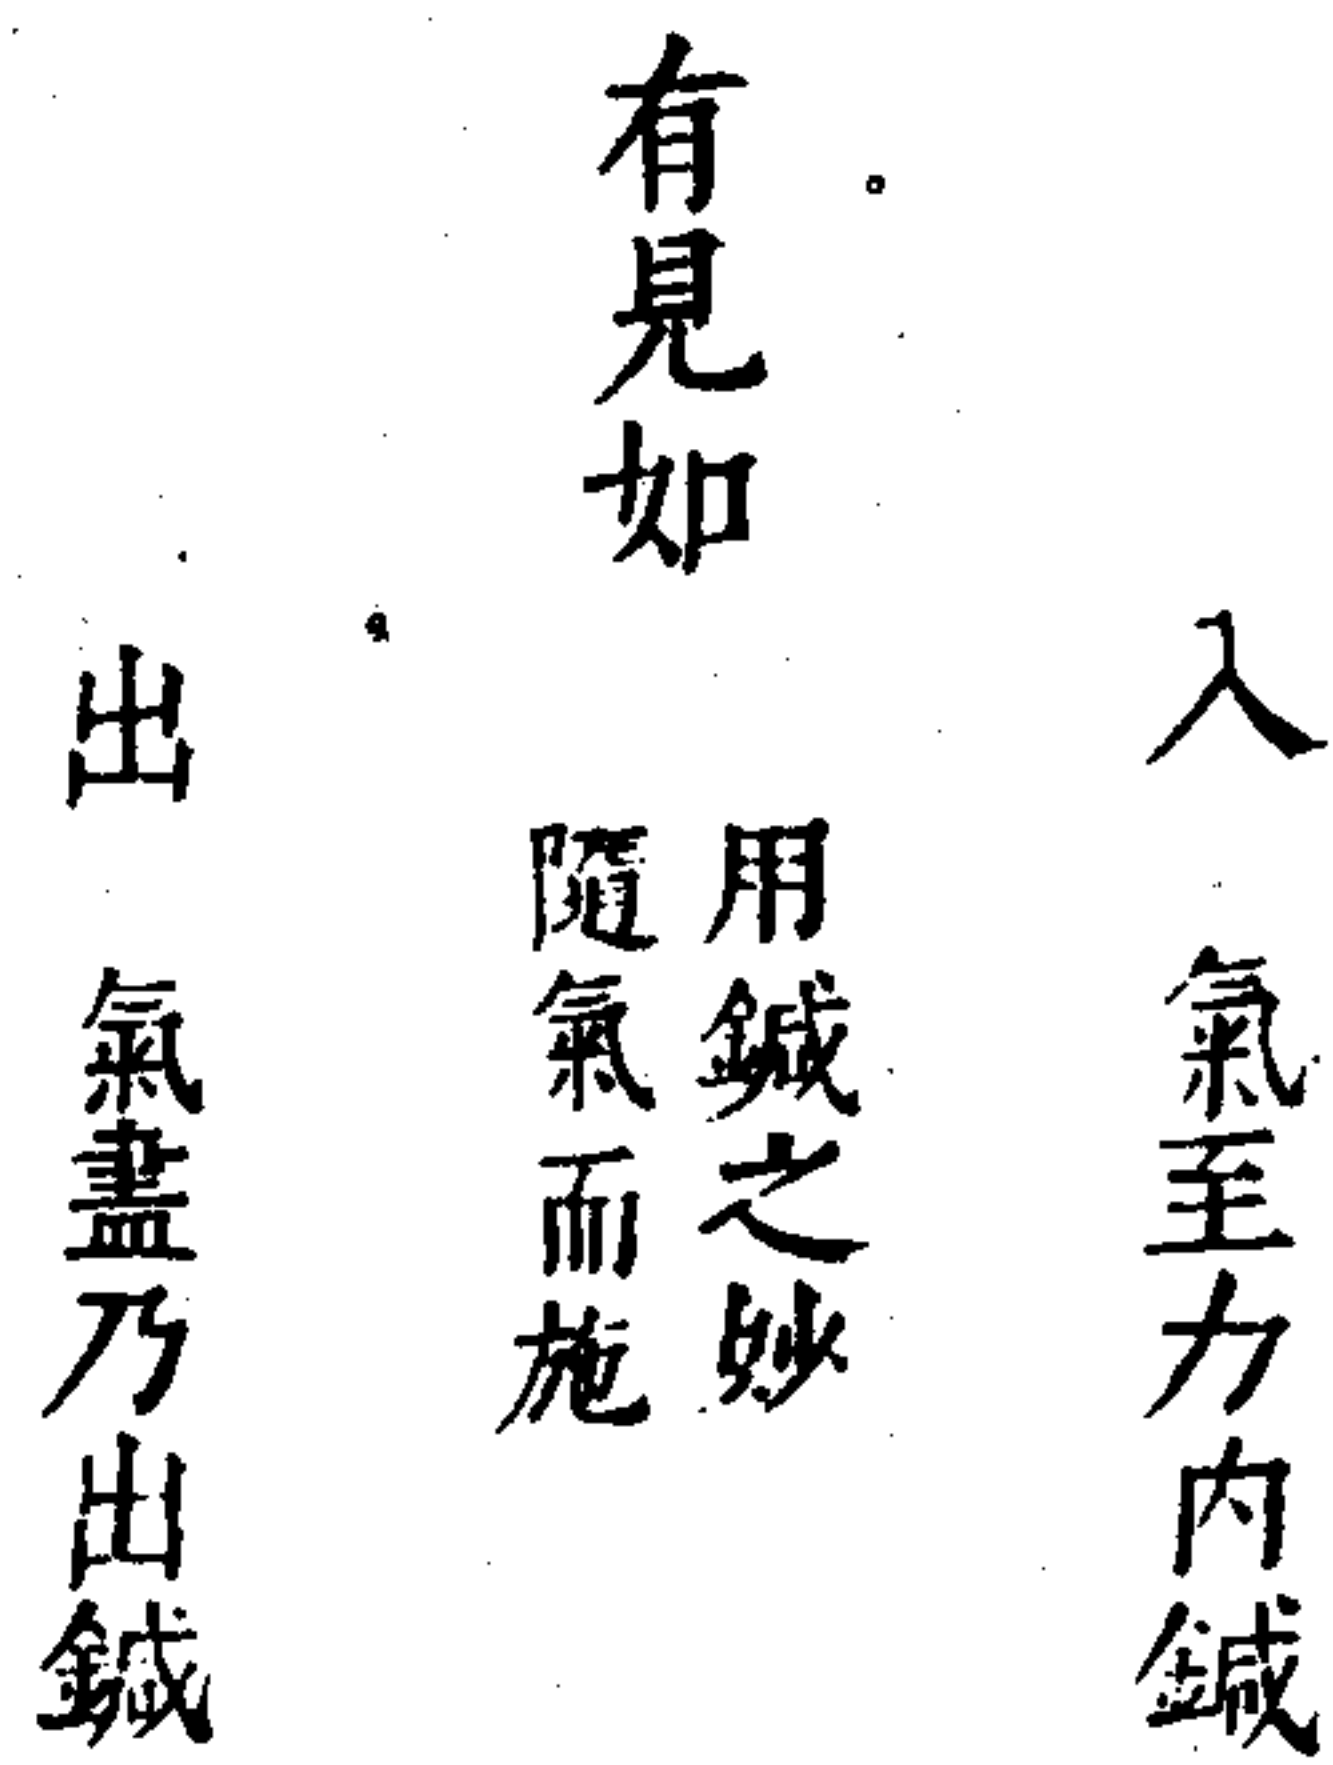 入 氣至力內鍼
有見如
用鍼之妙
隨氣而施
出 氣盡乃出鍼